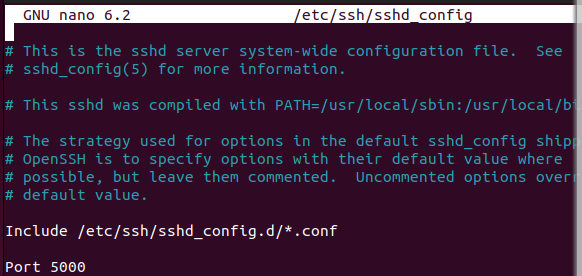 GNU nano 6.2 /etc/ssh/sshd_config
# This is the sshd server system-wide configuration file. See
# sshd_config(5) for more information.
# This sshd was compiled with PATH=/usr/local/sbin:/usr/local/bi
# The strategy used for options in the default sshd_config shipp
# OpenSSH is to specify options with their default value where
# possible, but leave them commented. Uncommented options overr
# default value.
Include /etc/ssh/sshd_config.d/*.conf
Port 5000